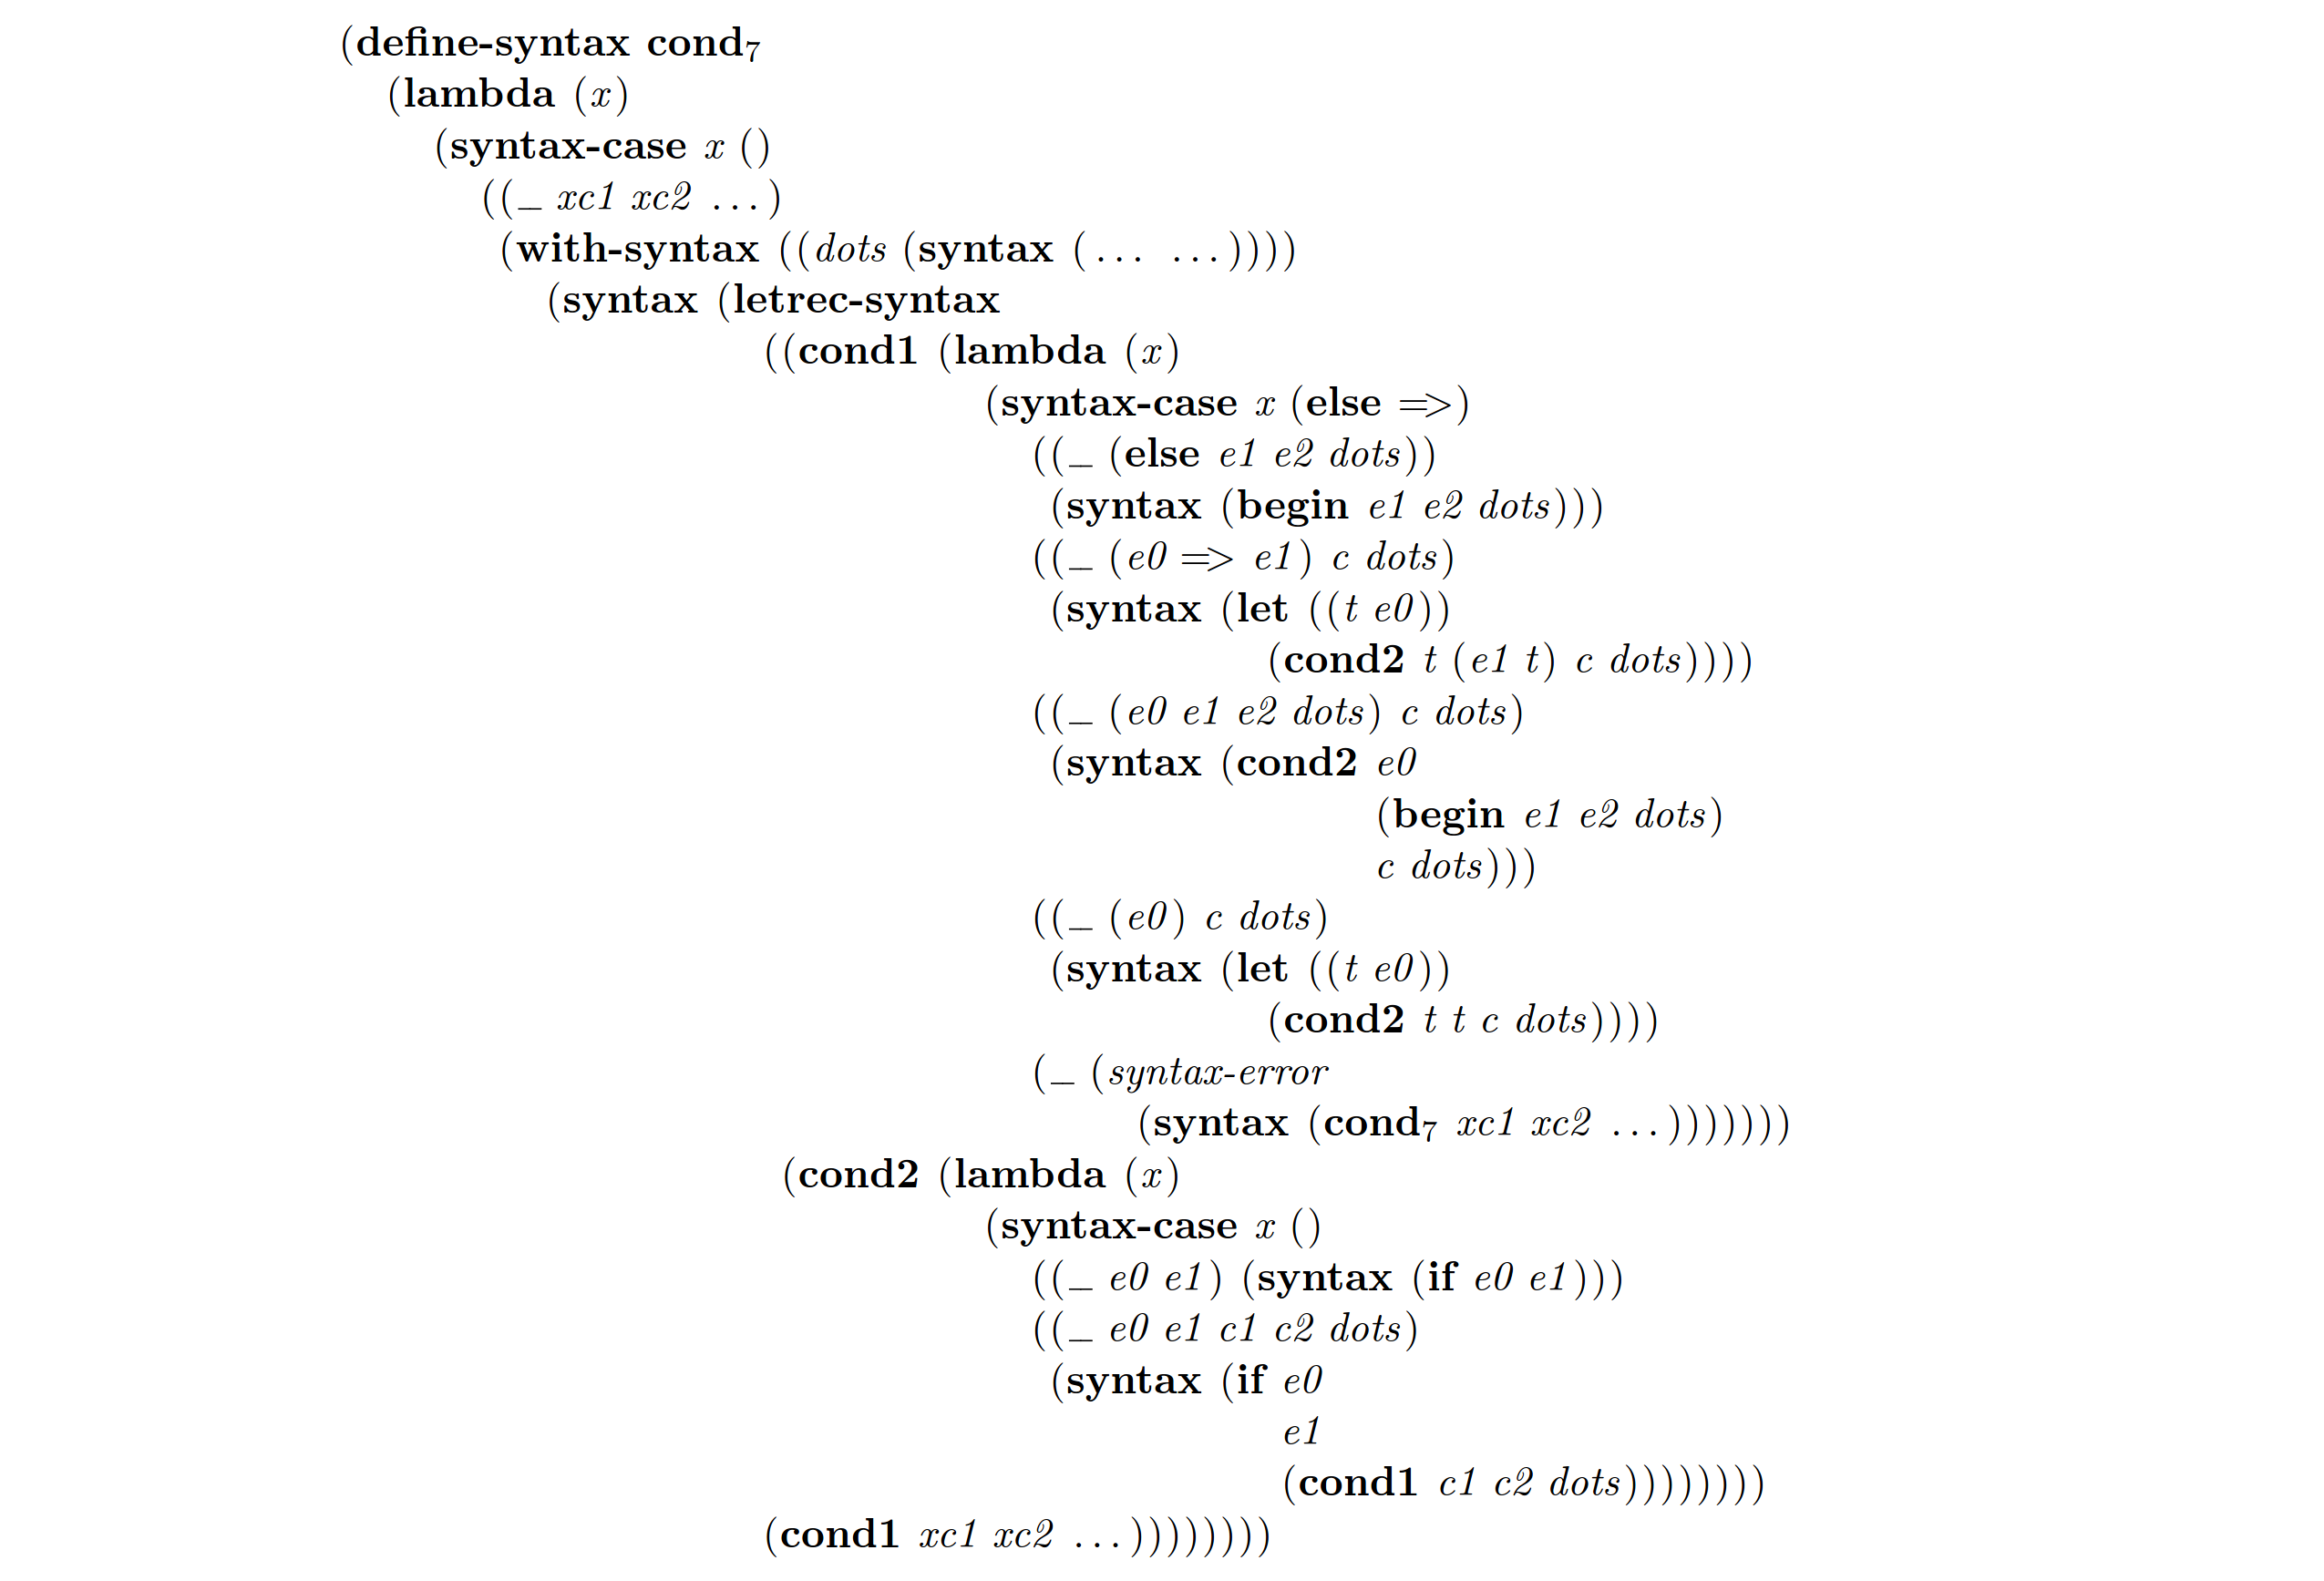 (define-syntax cond₇
(lambda (x)
(syntax-case x ()
((_ xc1 xc2 ...)
(with-syntax ((dots (syntax (... ...))))
(syntax (letrec-syntax
((cond1 (lambda (x)
(syntax-case x (else =>)
((_ (else e1 e2 dots))
(syntax (begin e1 e2 dots)))
((_ (e0 => e1) c dots)
(syntax (let ((t e0))
(cond2 t (e1 t) c dots))))
((_ (e0 e1 e2 dots) c dots)
(syntax (cond2 e0
(begin e1 e2 dots)
c dots)))
((_ (e0) c dots)
(syntax (let ((t e0))
(cond2 t t c dots))))
(_ (syntax-error
(syntax (cond₇ xc1 xc2 ...)))))))
(cond2 (lambda (x)
(syntax-case x ()
((_ e0 e1) (syntax (if e0 e1)))
((_ e0 e1 c1 c2 dots)
(syntax (if e0
e1
(cond1 c1 c2 dots))))))))
(cond1 xc1 xc2 ...))))))))